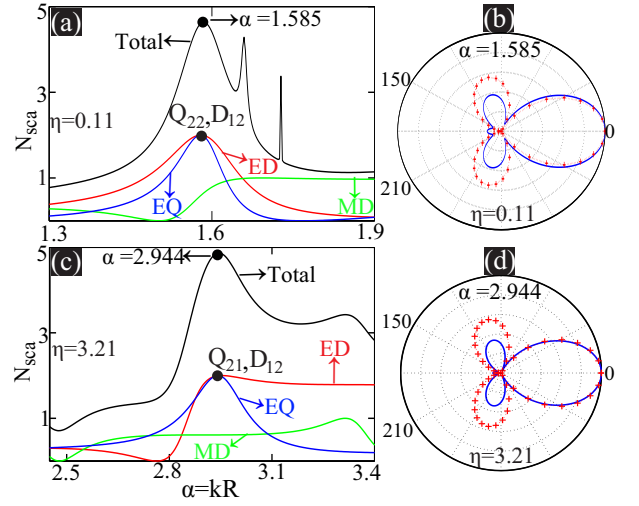 (a)
5
α =1.585
Total
3
N_sca
η=0.11
Q₂₂,D₁₂
ED
1
EQ
MD
1.3
1.6
1.9
(b)
α =1.585
150
0
210
η=0.11
(c)
5
α =2.944
Total
η=3.21
3
N_sca
Q₂₁,D₁₂
ED
EQ
1
MD
2.5
2.8
3.1
3.4
α=kR
(d)
α =2.944
150
0
210
η=3.21